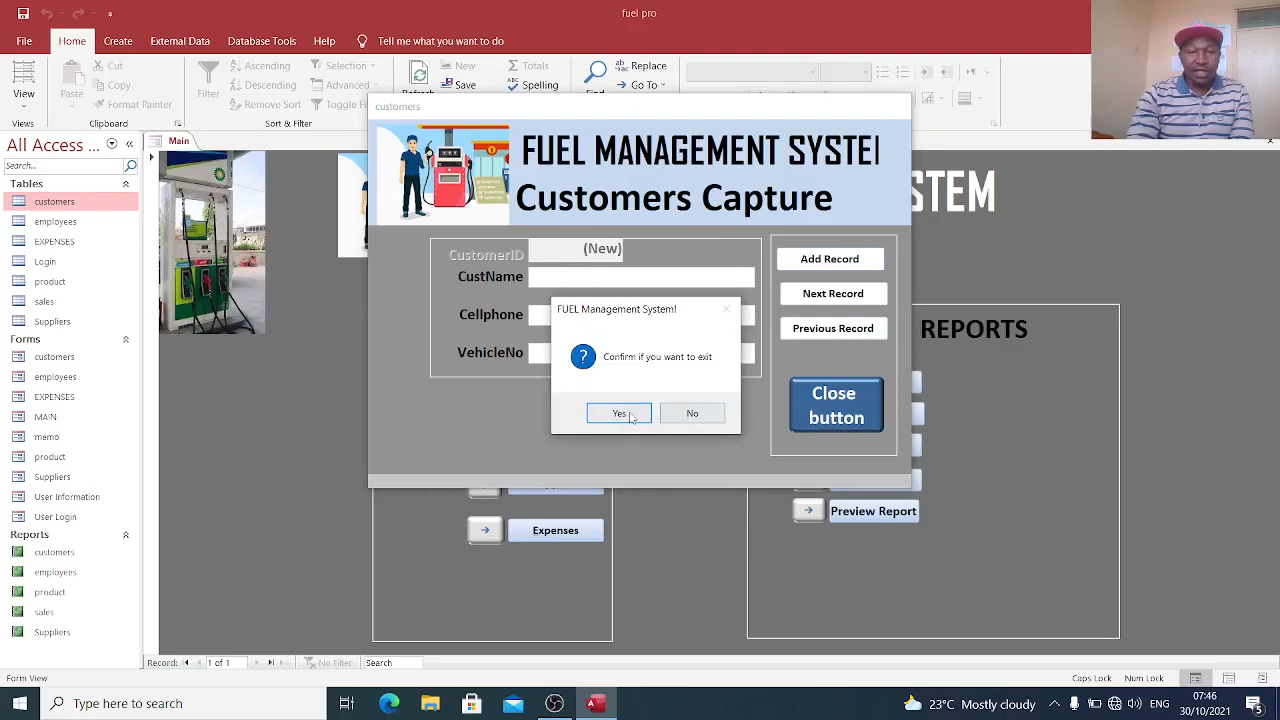 fuel pro
File
Home
Create
External Data
Database Tools
Help
Tell me what you want to do
Views
Paste
Cut
Copy
Format Painter
Clipboard
Filter
Ascending
Descending
Remove Sort
Selection
Advanced
Sort & Filter
New
Save
Totals
Spelling
Find
Replace
Go To
customers
FUEL MANAGEMENT SYSTE
Customers Capture
CustomerID
(New)
CustName
Cellphone
VehicleNo
Add Record
Next Record
Previous Record
Close
button
FUEL Management System!
Confirm if you want to exit
Yes
No
All Access ...
Search...
Tables
customers
employees
EXPENSES
Login
product
sales
Suppliers
Forms
customers
employees
EXPENSES
MAIN
memo
product
Suppliers
User Information
User Login
Reports
customers
employees
product
sales
Suppliers
Main
STEM
REPORTS
Preview Report
Expenses
Record:
1 of 1
No Filter
Search
Form View
Caps Lock
Num Lock
Type here to search
23°C Mostly cloudy
ENG
07:46
30/10/2021
5